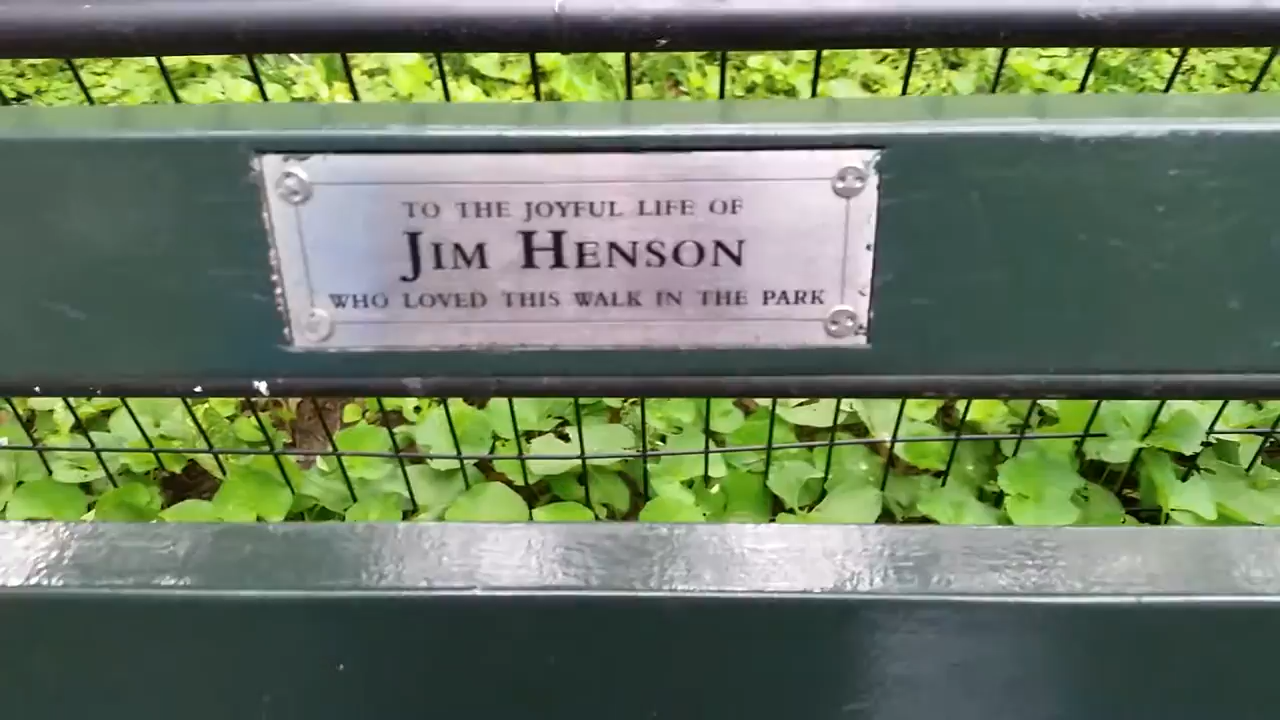 TO THE JOYFUL LIFE OF
JIM HENSON
WHO LOVED THIS WALK IN THE PARK